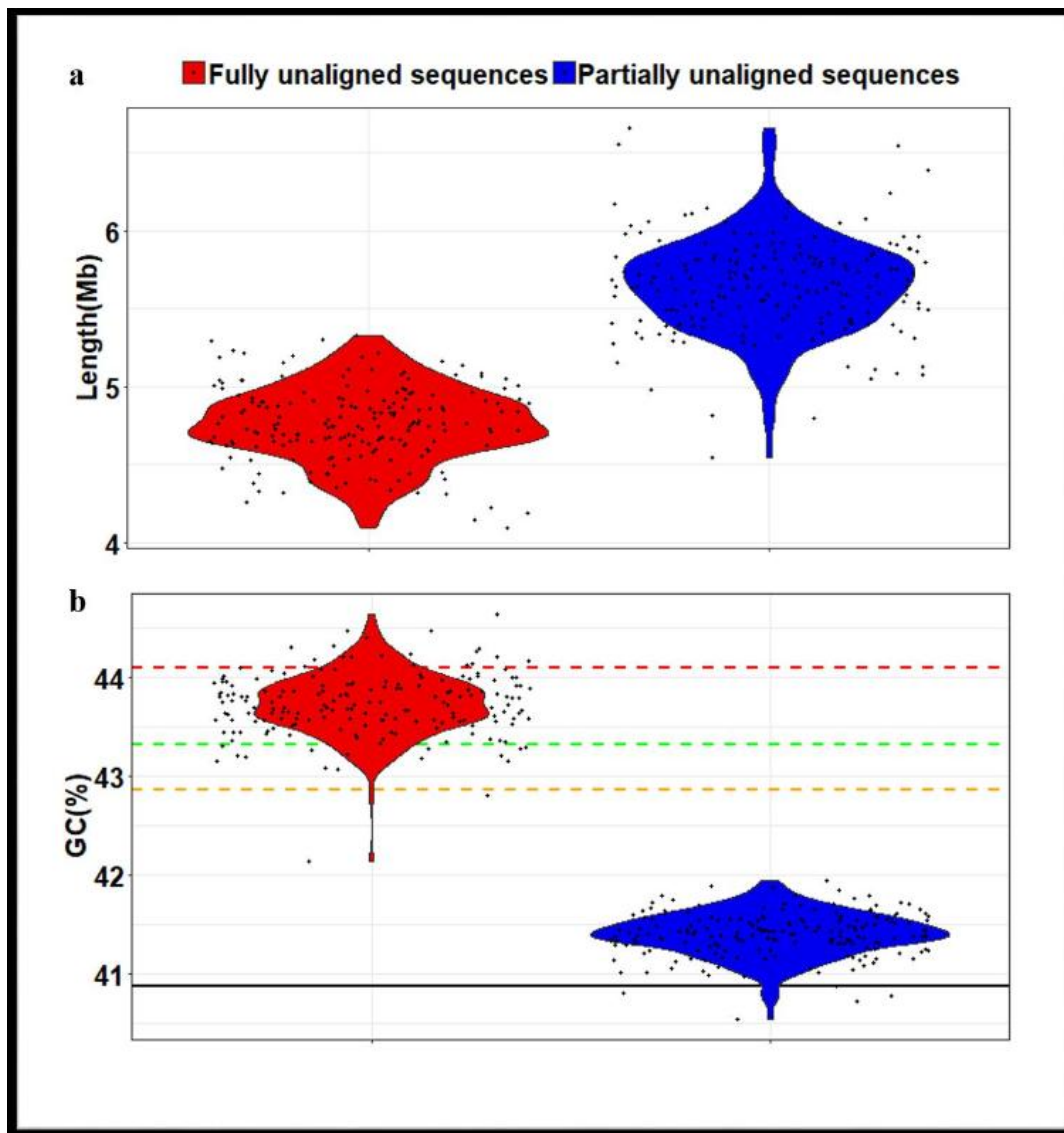 a
Fully unaligned sequences Partially unaligned sequences
Length(Mb)
6
5
4
b
GC(%)
44
43
42
41